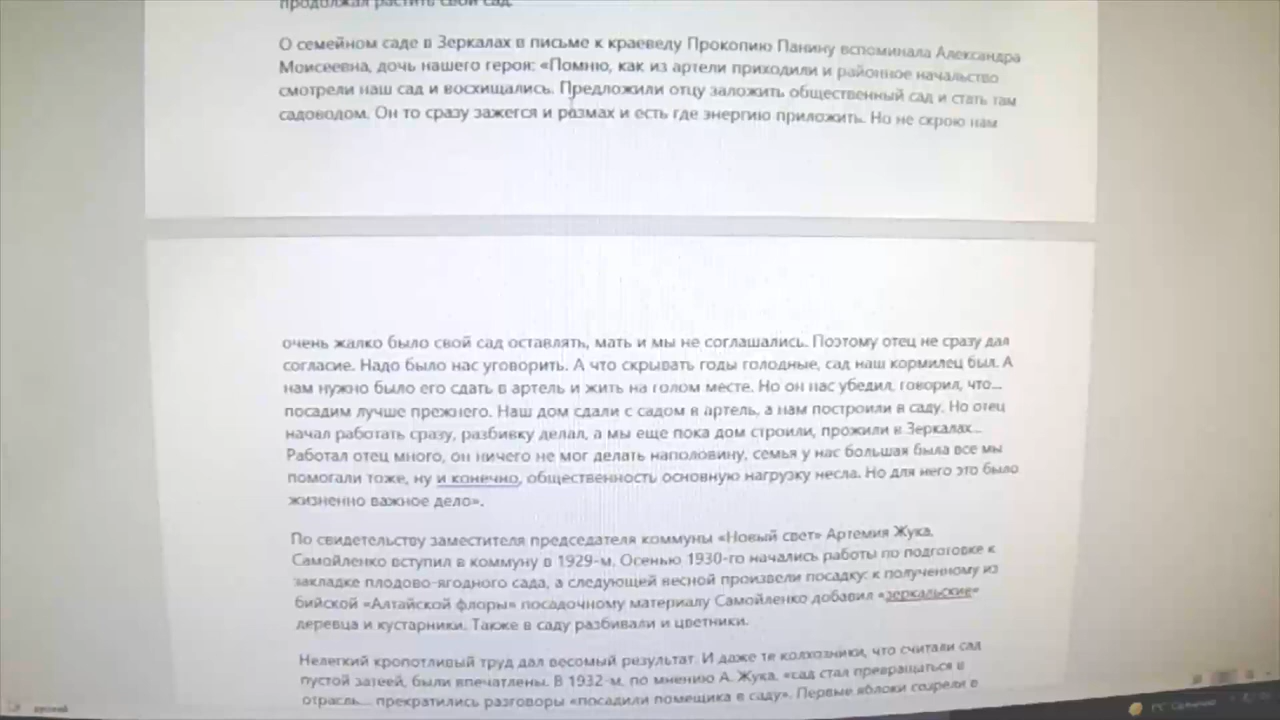 продолжал растить свой сад.
О семейном саде в Зеркалах в письме к краеведу Прокопию Панину вспоминала Александра
Моисеевна, дочь нашего героя: «Помню, как из артели приходили и районное начальство
смотрели наш сад и восхищались. Предложили отцу заложить общественный сад и стать там
садоводом. Он то сразу зажегся и размах и есть где энергию приложить. Но не скрою нам
очень жалко было свой сад оставлять, мать и мы не соглашались. Поэтому отец не сразу дал
согласие. Надо было нас уговорить. А что скрывать годы голодные, сад наш кормилец был. А
нам нужно было его сдать в артель и жить на голом месте. Но он нас убедил, говорил, что...
посадим лучше прежнего. Наш дом сдали с садом в артель, а нам построили в саду. Но отец
начал работать сразу, разбивку делал, а мы еще пока дом строили, прожили в Зеркалах...
Работал отец много, он ничего не мог делать наполовину, семья у нас большая была все мы
помогали тоже, ну и конечно, общественность основную нагрузку несла. Но для него это было
жизненно важное дело».
По свидетельству заместителя председателя коммуны «Новый свет» Артемия Жука,
Самойленко вступил в коммуну в 1929-м. Осенью 1930-го начались работы по подготовке к
закладке плодово-ягодного сада, а следующей весной произвели посадку: к полученному из
бийской «Алтайской флоры» посадочному материалу Самойленко добавил «зеркальские»
деревца и кустарники. Также в саду разбивали и цветники.
Нелегкий кропотливый труд дал весомый результат. И даже те колхозники, что считали сад
пустой затеей, были впечатлены. В 1932-м, по мнению А. Жука, «сад стал превращаться в
отрасль... прекратились разговоры «посадили помещика в саду». Первые яблоки созрели в
русский